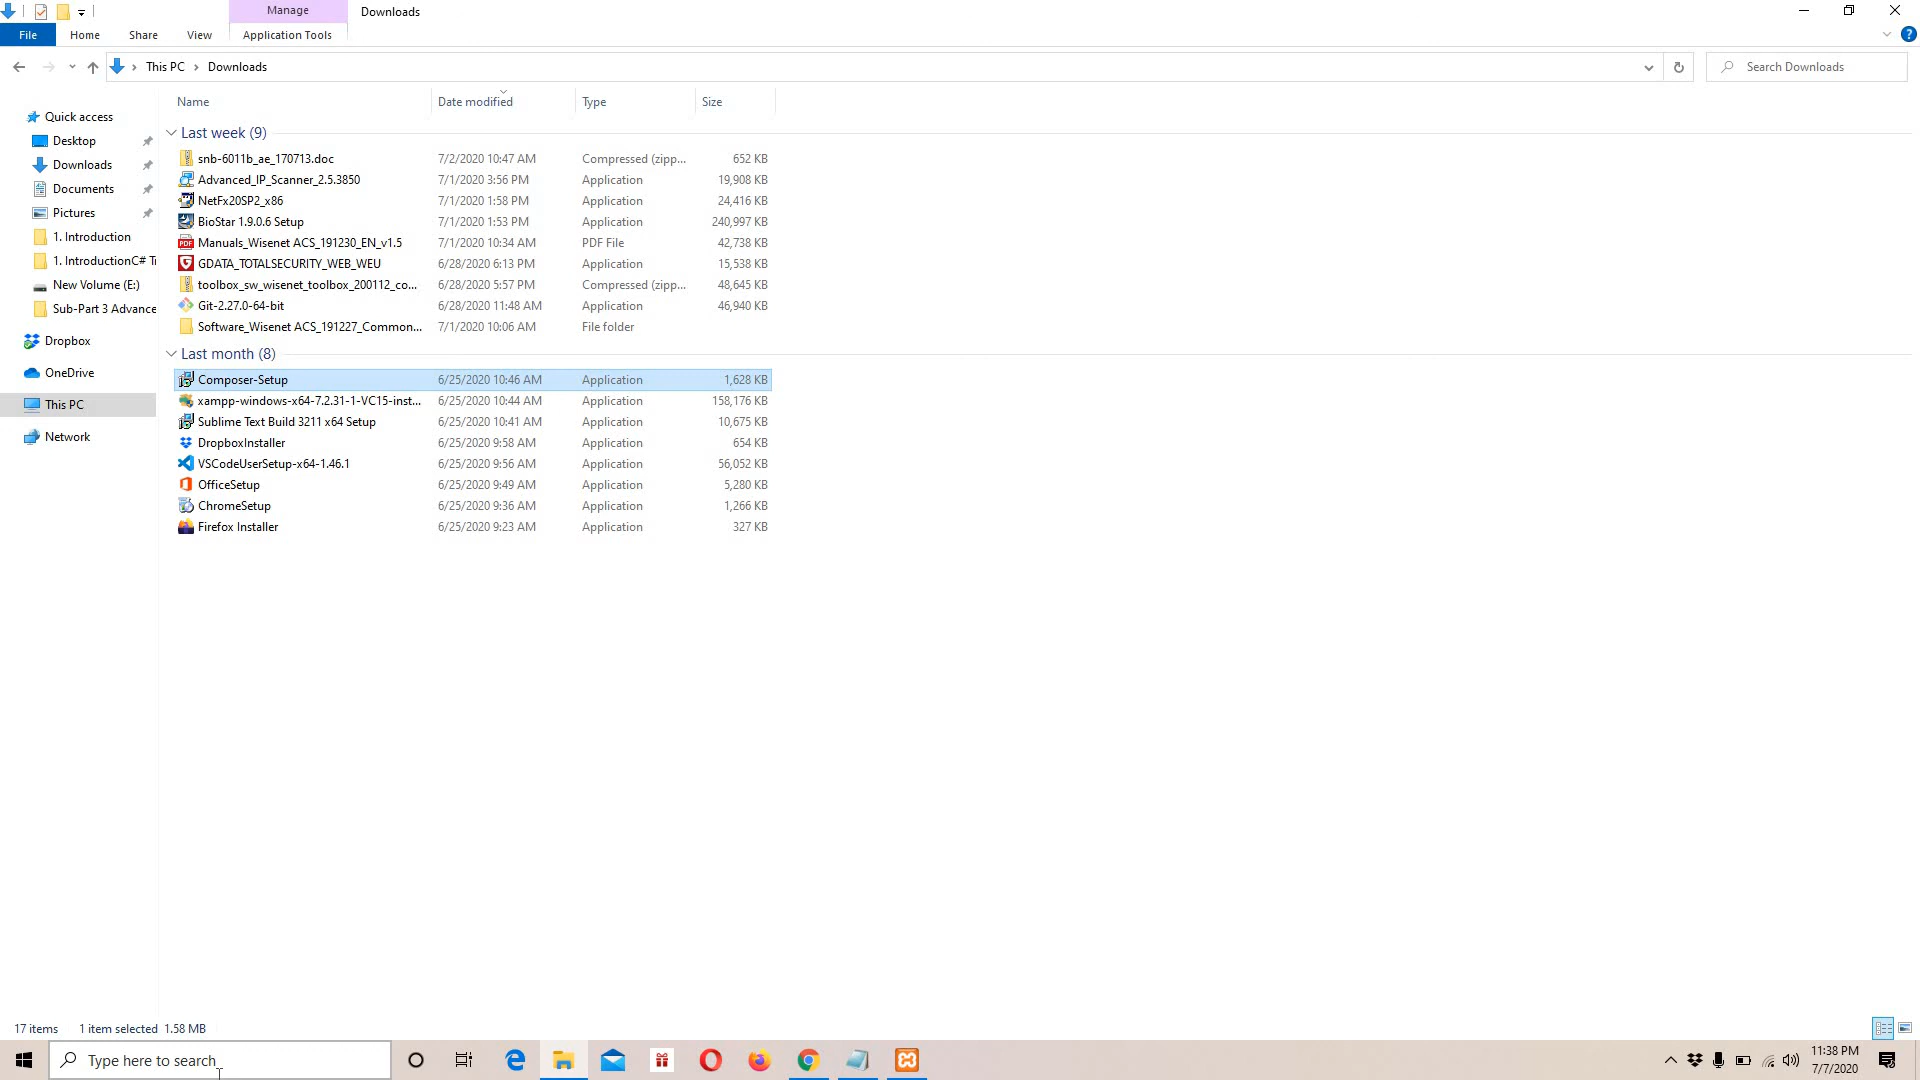 Manage
Downloads
File
Home
Share
View
Application Tools
This PC
Downloads
Search Downloads
Name
Date modified
Type
Size
Quick access
Desktop
Downloads
Documents
Pictures
1. Introduction
1. IntroductionC# Tr
New Volume (E:)
Sub-Part 3 Advance
Dropbox
OneDrive
This PC
Network
Last week (9)
snb-6011b_ae_170713.doc 7/2/2020 10:47 AM Compressed (zipp... 652 KB
Advanced_IP_Scanner_2.5.3850 7/1/2020 3:56 PM Application 19,908 KB
NetFx20SP2_x86 7/1/2020 1:58 PM Application 24,416 KB
BioStar 1.9.0.6 Setup 7/1/2020 1:53 PM Application 240,997 KB
PDF Manuals_Wisenet ACS_191230_EN_v1.5 7/1/2020 10:34 AM PDF File 42,738 KB
GDATA_TOTALSECURITY_WEB_WEU 6/28/2020 6:13 PM Application 15,538 KB
toolbox_sw_wisenet_toolbox_200112_co... 6/28/2020 5:57 PM Compressed (zipp... 48,645 KB
Git-2.27.0-64-bit 6/28/2020 11:48 AM Application 46,940 KB
Software_Wisenet ACS_191227_Common... 7/1/2020 10:06 AM File folder
Last month (8)
Composer-Setup 6/25/2020 10:46 AM Application 1,628 KB
xampp-windows-x64-7.2.31-1-VC15-inst... 6/25/2020 10:44 AM Application 158,176 KB
Sublime Text Build 3211 x64 Setup 6/25/2020 10:41 AM Application 10,675 KB
DropboxInstaller 6/25/2020 9:58 AM Application 654 KB
VSCodeUserSetup-x64-1.46.1 6/25/2020 9:56 AM Application 56,052 KB
OfficeSetup 6/25/2020 9:49 AM Application 5,280 KB
ChromeSetup 6/25/2020 9:36 AM Application 1,266 KB
Firefox Installer 6/25/2020 9:23 AM Application 327 KB
17 items 1 item selected 1.58 MB
Type here to search
11:38 PM
7/7/2020